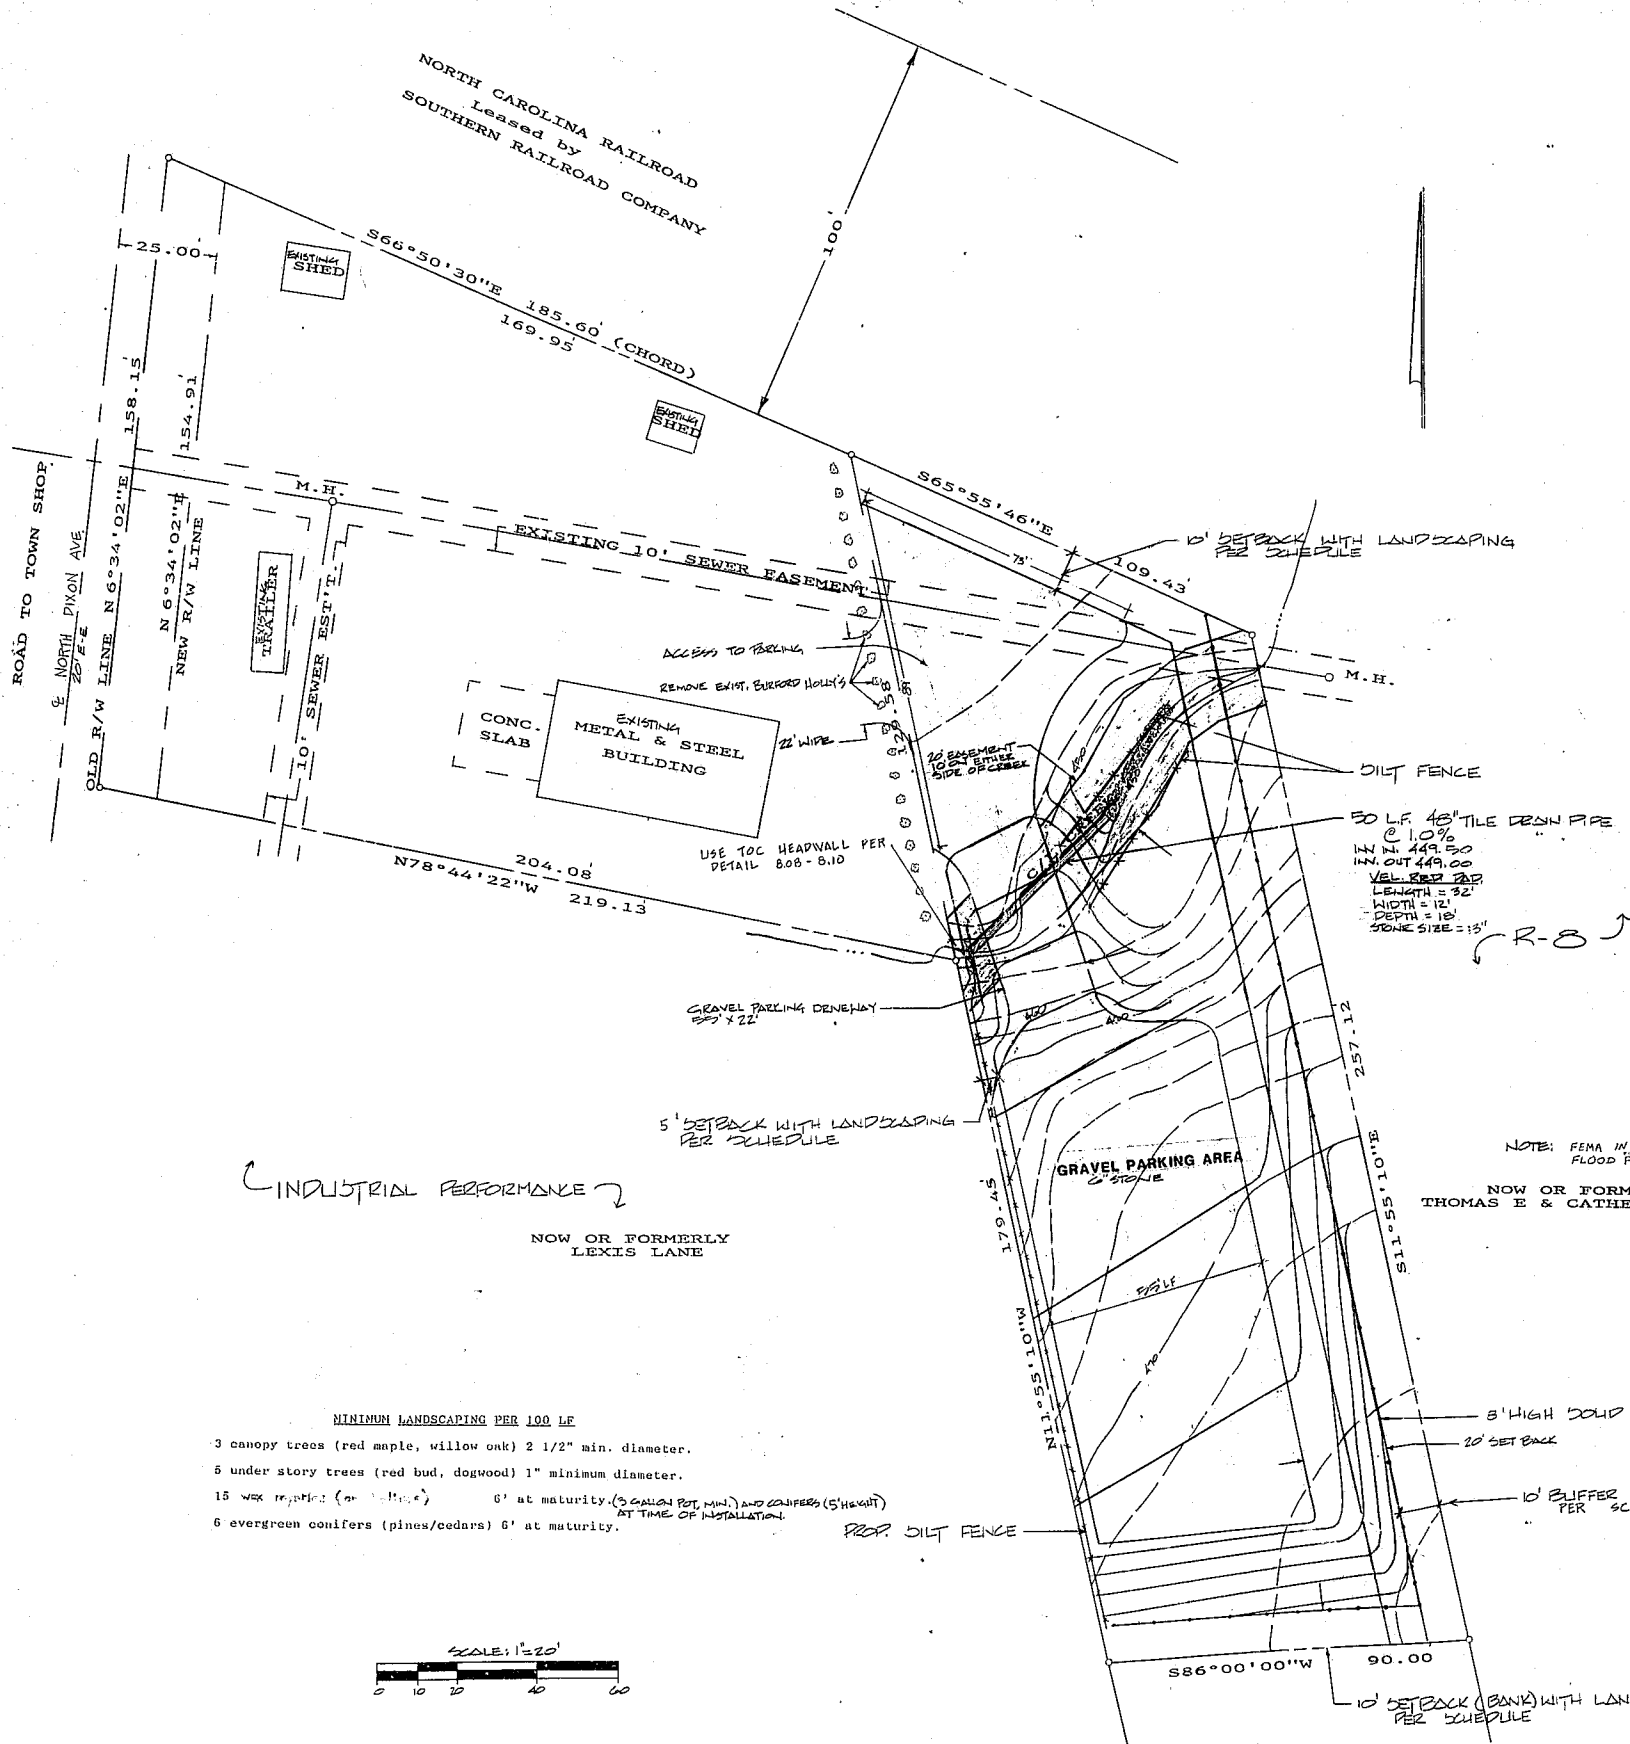 NORTH CAROLINA RAILROAD
Leased by
SOUTHERN RAILROAD COMPANY
100'
25.00'
EXISTING
SHED
S66°50'30"E 185.60' (CHORD)
169.95'
158.15'
154.91'
EXISTING
SHED
ROAD TO TOWN SHOP
NORTH DIXON AVE
20' E-E
OLD R/W LINE N 6°34'02"E
N 6°34'02"E
NEW R/W LINE
M.H.
S65°55'46"E
109.43'
75'
10' SETBACK WITH LANDSCAPING
PER SCHEDULE
EXISTING 10' SEWER EASEMENT
EXISTING
TRAILER
10' SEWER EST'T.
ACCESS TO PARKING
REMOVE EXIST. BURFORD HOLLY'S
M.H.
CONC.
SLAB
EXISTING
METAL & STEEL
BUILDING
22' WIDE
20' EASEMENT
10' ON EITHER
SIDE OF CREEK
SILT FENCE
50 L.F. 48" TILE DRAIN PIPE
@ 1.0%
INV IN. 449.50
INV. OUT 449.00
LENGTH = 32'
WIDTH = 12'
DEPTH = 18"
STONE SIZE = 13"
R-8
USE TOC HEADWALL PER
DETAIL 8.08 - 8.10
204.08'
N78°44'22"W
219.13
GRAVEL PARKING DRIVEWAY
55' X 22'
257.12
5' SETBACK WITH LANDSCAPING
PER SCHEDULE
INDUSTRIAL PERFORMANCE
NOW OR FORMERLY
LEXIS LANE
GRAVEL PARKING AREA
6" STONE
179.45'
S11°55'10"E
NOTE: FEMA IN
FLOOD
NOW OR FORM
THOMAS E & CATHE
N11°55'10"W
470
MINIMUM LANDSCAPING PER 100 LF
3 canopy trees (red maple, willow oak) 2 1/2" min. diameter.
5 under story trees (red bud, dogwood) 1" minimum diameter.
15 wax 6' at maturity. (3 GALLON POT, MIN.) AND CONIFERS (5' HEIGHT)
AT TIME OF INSTALLATION.
6 evergreen conifers (pines/cedars) 6' at maturity.
PROP. SILT FENCE
8' HIGH SOLID
20' SET BACK
10' BUFFER
PER SC
SCALE: 1"=20'
0 10 20 40 60
S86°00'00"W 90.00
10' SETBACK (BANK) WITH LAN
PER SCHEDULE